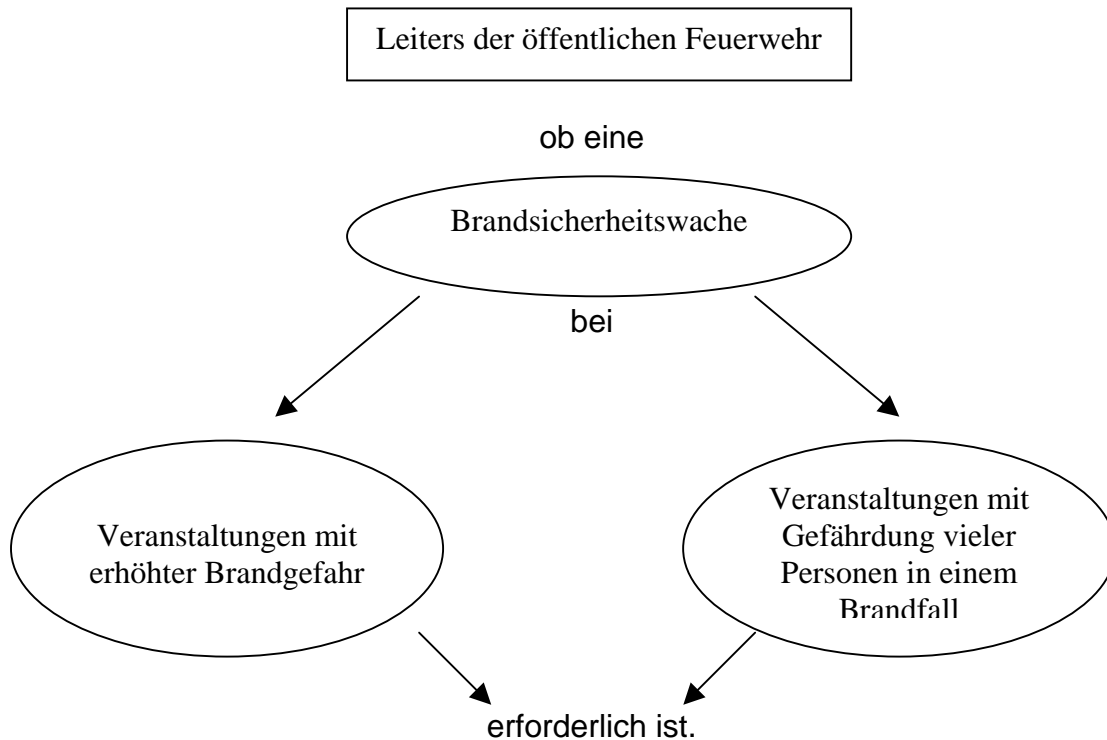 Leiters der öffentlichen Feuerwehr
ob eine
Brandsicherheitswache
bei
Veranstaltungen mit
erhöhter Brandgefahr
Veranstaltungen mit
Gefährdung vieler
Personen in einem
Brandfall
erforderlich ist.